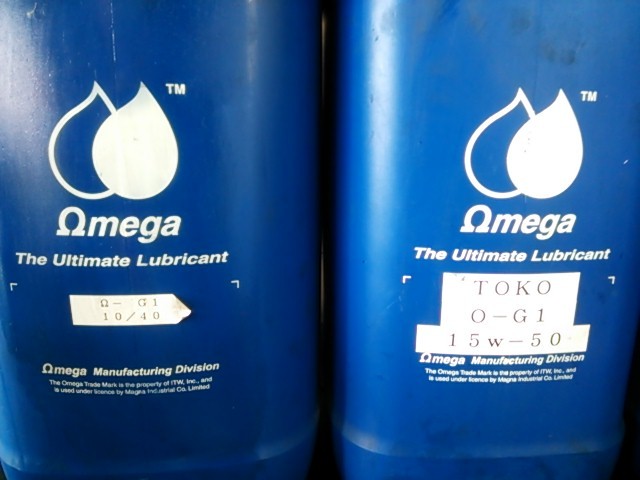 TM
Ωmega
The Ultimate Lubricant
Ω- G1
10/40
Ωmega Manufacturing Division
The Omega Trade Mark is the property of ITW, Inc., and
is used under licence by Magna Industrial Co. Limited
TM
Ωmega
The Ultimate Lubricant
TOKO
O-G1
15w-50
Ωmega Manufacturing Division
The Omega Trade Mark is the property of ITW, Inc., and
is used under licence by Magna Industrial Co. Limited